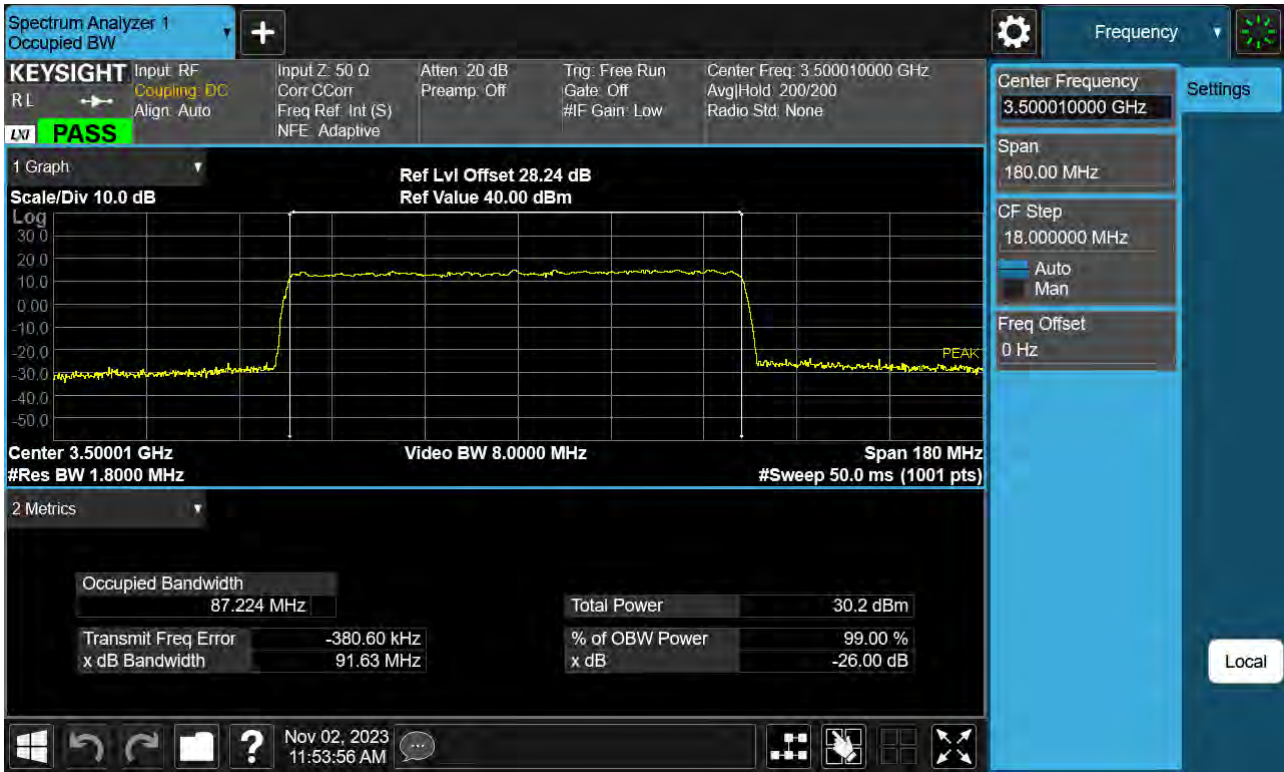 Spectrum Analyzer 1
Occupied BW
+
Frequency
KEYSIGHT
RL
LXI PASS
Input: RF
Coupling: DC
Align: Auto
Input Z: 50 Ω
Corr CCorr
Freq Ref: Int (S)
NFE: Adaptive
Atten: 20 dB
Preamp: Off
Trig: Free Run
Gate: Off
#IF Gain: Low
Center Freq: 3.500010000 GHz
Avg|Hold: 200/200
Radio Std: None
Center Frequency
3.500010000 GHz
Settings
Span
180.00 MHz
CF Step
18.000000 MHz
Auto
Man
Freq Offset
0 Hz
Local
1 Graph
Scale/Div 10.0 dB
Ref Lvl Offset 28.24 dB
Ref Value 40.00 dBm
Log
30.0
20.0
10.0
0.00
-10.0
-20.0
-30.0
-40.0
-50.0
PEAK
Center 3.50001 GHz
#Res BW 1.8000 MHz
Video BW 8.0000 MHz
Span 180 MHz
#Sweep 50.0 ms (1001 pts)
2 Metrics
Occupied Bandwidth
87.224 MHz
Transmit Freq Error -380.60 kHz
x dB Bandwidth 91.63 MHz
Total Power 30.2 dBm
% of OBW Power 99.00 %
x dB -26.00 dB
?
Nov 02, 2023
11:53:56 AM